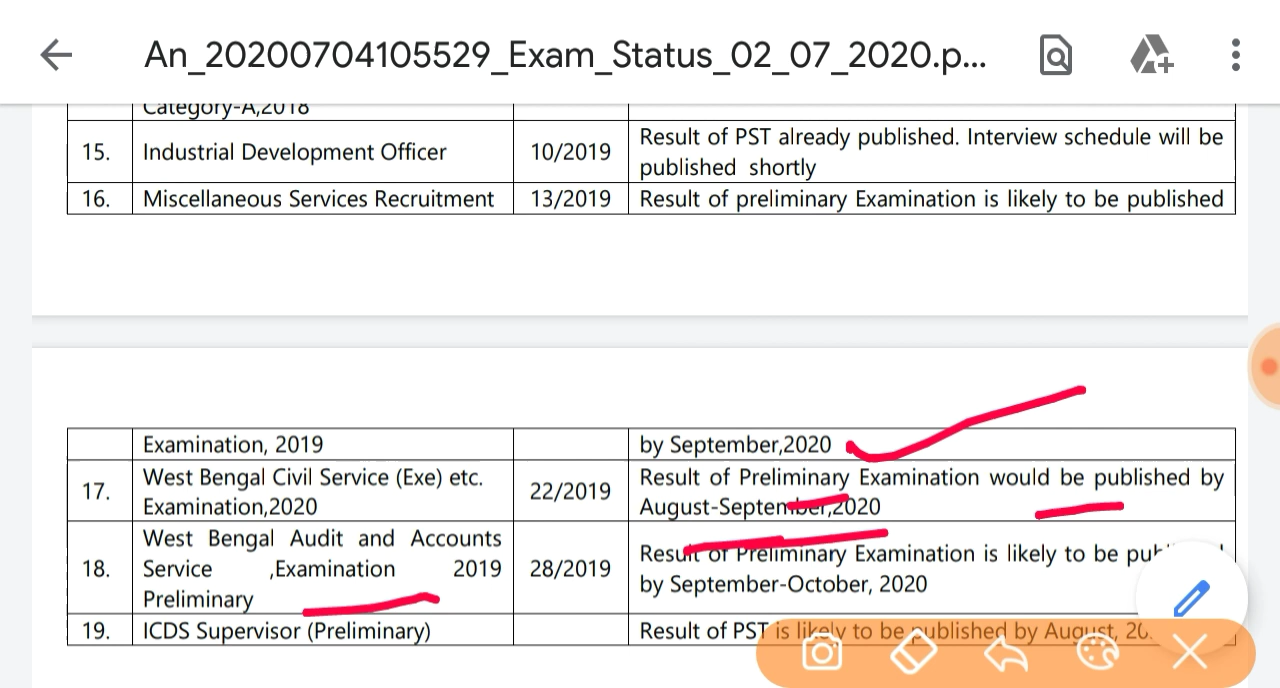 An_20200704105529_Exam_Status_02_07_2020.p...
Category-A,2018
15. Industrial Development Officer 10/2019 Result of PST already published. Interview schedule will be
published shortly
16. Miscellaneous Services Recruitment 13/2019 Result of preliminary Examination is likely to be published
Examination, 2019 by September,2020
17. West Bengal Civil Service (Exe) etc. 22/2019 Result of Preliminary Examination would be published by
Examination,2020 August-September,2020
18. West Bengal Audit and Accounts 28/2019 Result of Preliminary Examination is likely to be
Service ,Examination 2019 by September-October, 2020
Preliminary
19. ICDS Supervisor (Preliminary) Result of PST is likely to be published by August,